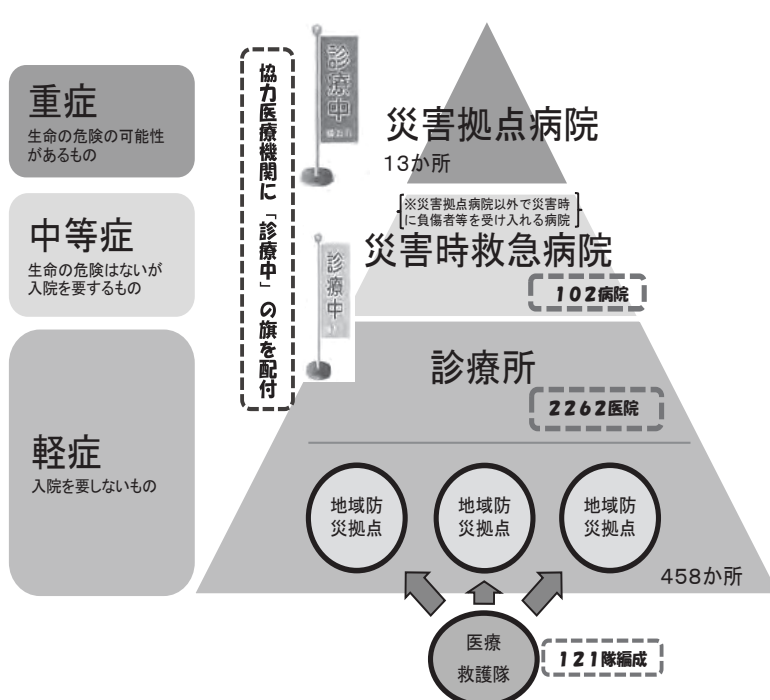 重症
生命の危険の可能性
があるもの
中等症
生命の危険はないが
入院を要するもの
軽症
入院を要しないもの
協力医療機関に「診療中」の旗を配付
診療中
診療中
災害拠点病院
13か所
※災害拠点病院以外で災害時
に負傷者等を受け入れる病院
災害時救急病院
102病院
診療所
2262医院
地域防
災拠点
地域防
災拠点
地域防
災拠点
458か所
医療
救護隊
121隊編成